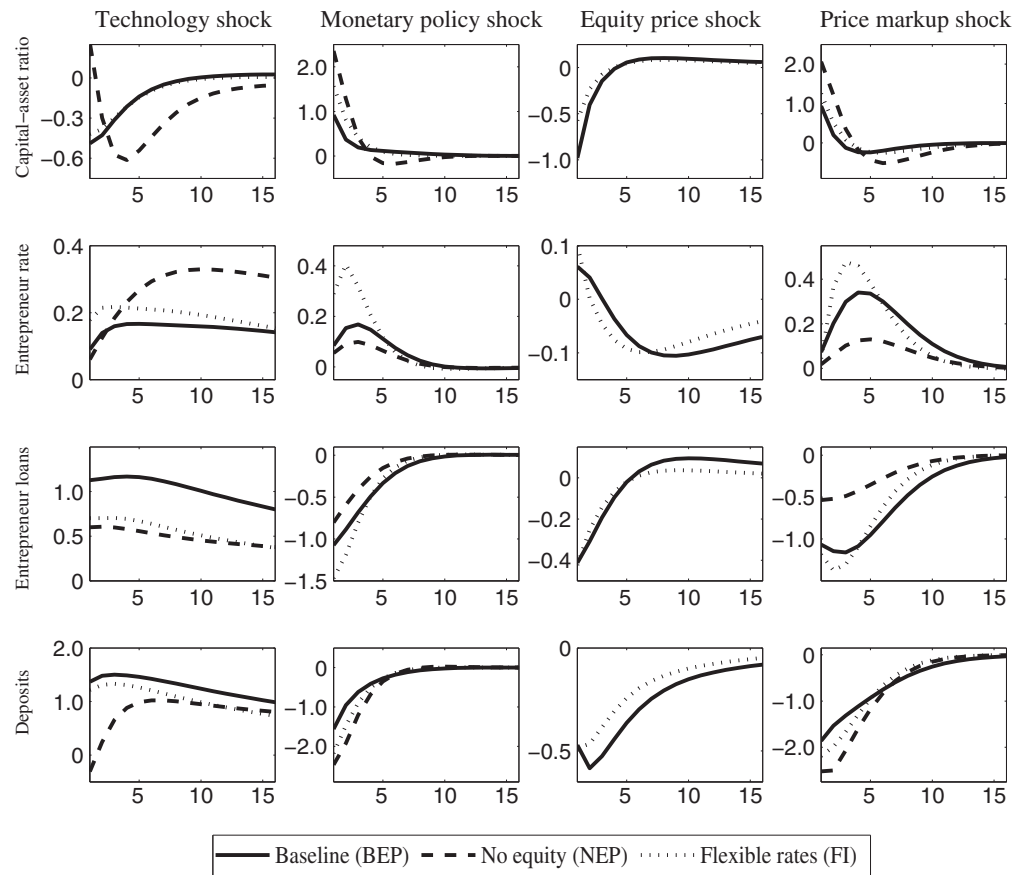 Technology shock Monetary policy shock Equity price shock Price markup shock
Capital–asset ratio
0
−0.3
−0.6
5 10 15
2.0
1.0
0
5 10 15
0
−0.5
−1.0
5 10 15
2.0
1.0
0
5 10 15
Entrepreneur rate
0.4
0.2
0
5 10 15
0.4
0.2
0
5 10 15
0.1
0
−0.1
5 10 15
0.4
0.2
0
5 10 15
Entrepreneur loans
1.0
0.5
0
5 10 15
0
−0.5
−1.0
−1.5
5 10 15
0
−0.2
−0.4
5 10 15
0
−0.5
−1.0
5 10 15
Deposits
2.0
1.0
0
5 10 15
0
−1.0
−2.0
5 10 15
0
−0.5
5 10 15
0
−1.0
−2.0
5 10 15
Baseline (BEP) No equity (NEP) Flexible rates (FI)